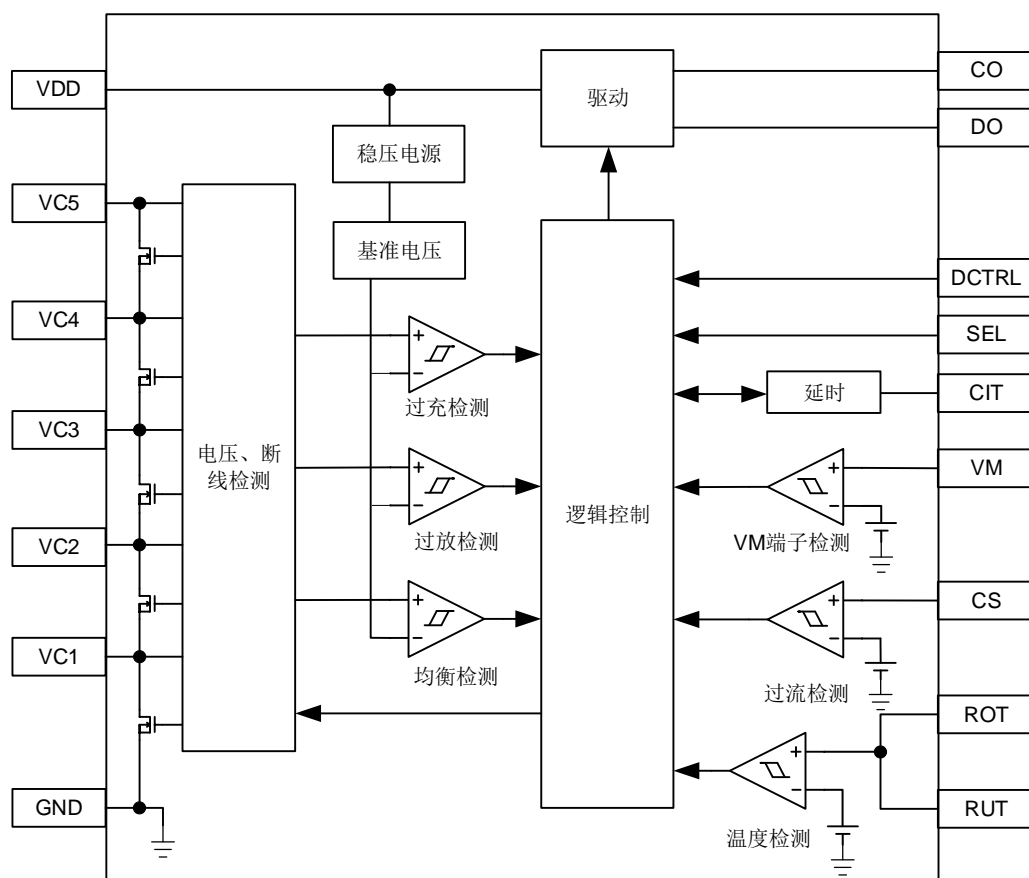 VDD
VC5
VC4
VC3
VC2
VC1
GND
稳压电源
基准电压
电压、断
线检测
+
−
过充检测
+
−
过放检测
+
−
均衡检测
驱动
逻辑控制
延时
+
−
VM端子检测
+
−
过流检测
+
−
温度检测
CO
DO
DCTRL
SEL
CIT
VM
CS
ROT
RUT